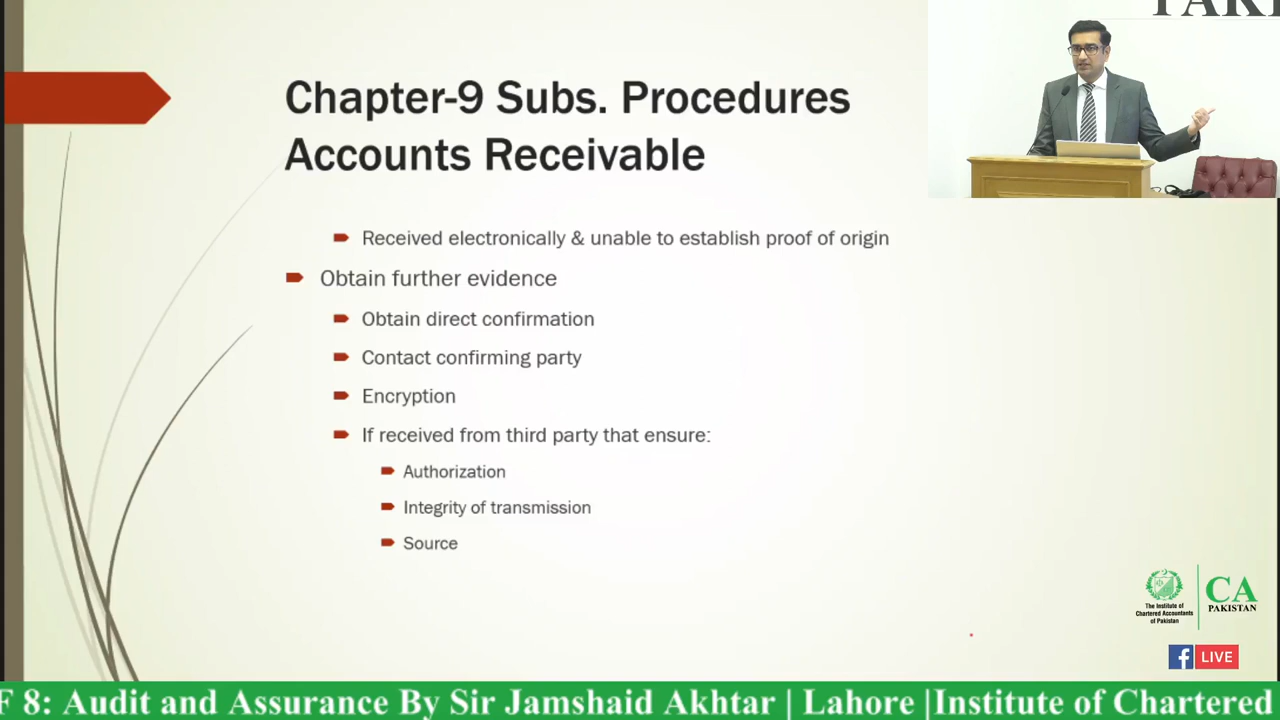 Chapter-9 Subs. Procedures
Accounts Receivable
Received electronically & unable to establish proof of origin
Obtain further evidence
Obtain direct confirmation
Contact confirming party
Encryption
If received from third party that ensure:
Authorization
Integrity of transmission
Source
The Institute of
Chartered Accountants
of Pakistan
CA
PAKISTAN
f LIVE
F 8: Audit and Assurance By Sir Jamshaid Akhtar | Lahore |Institute of Chartered